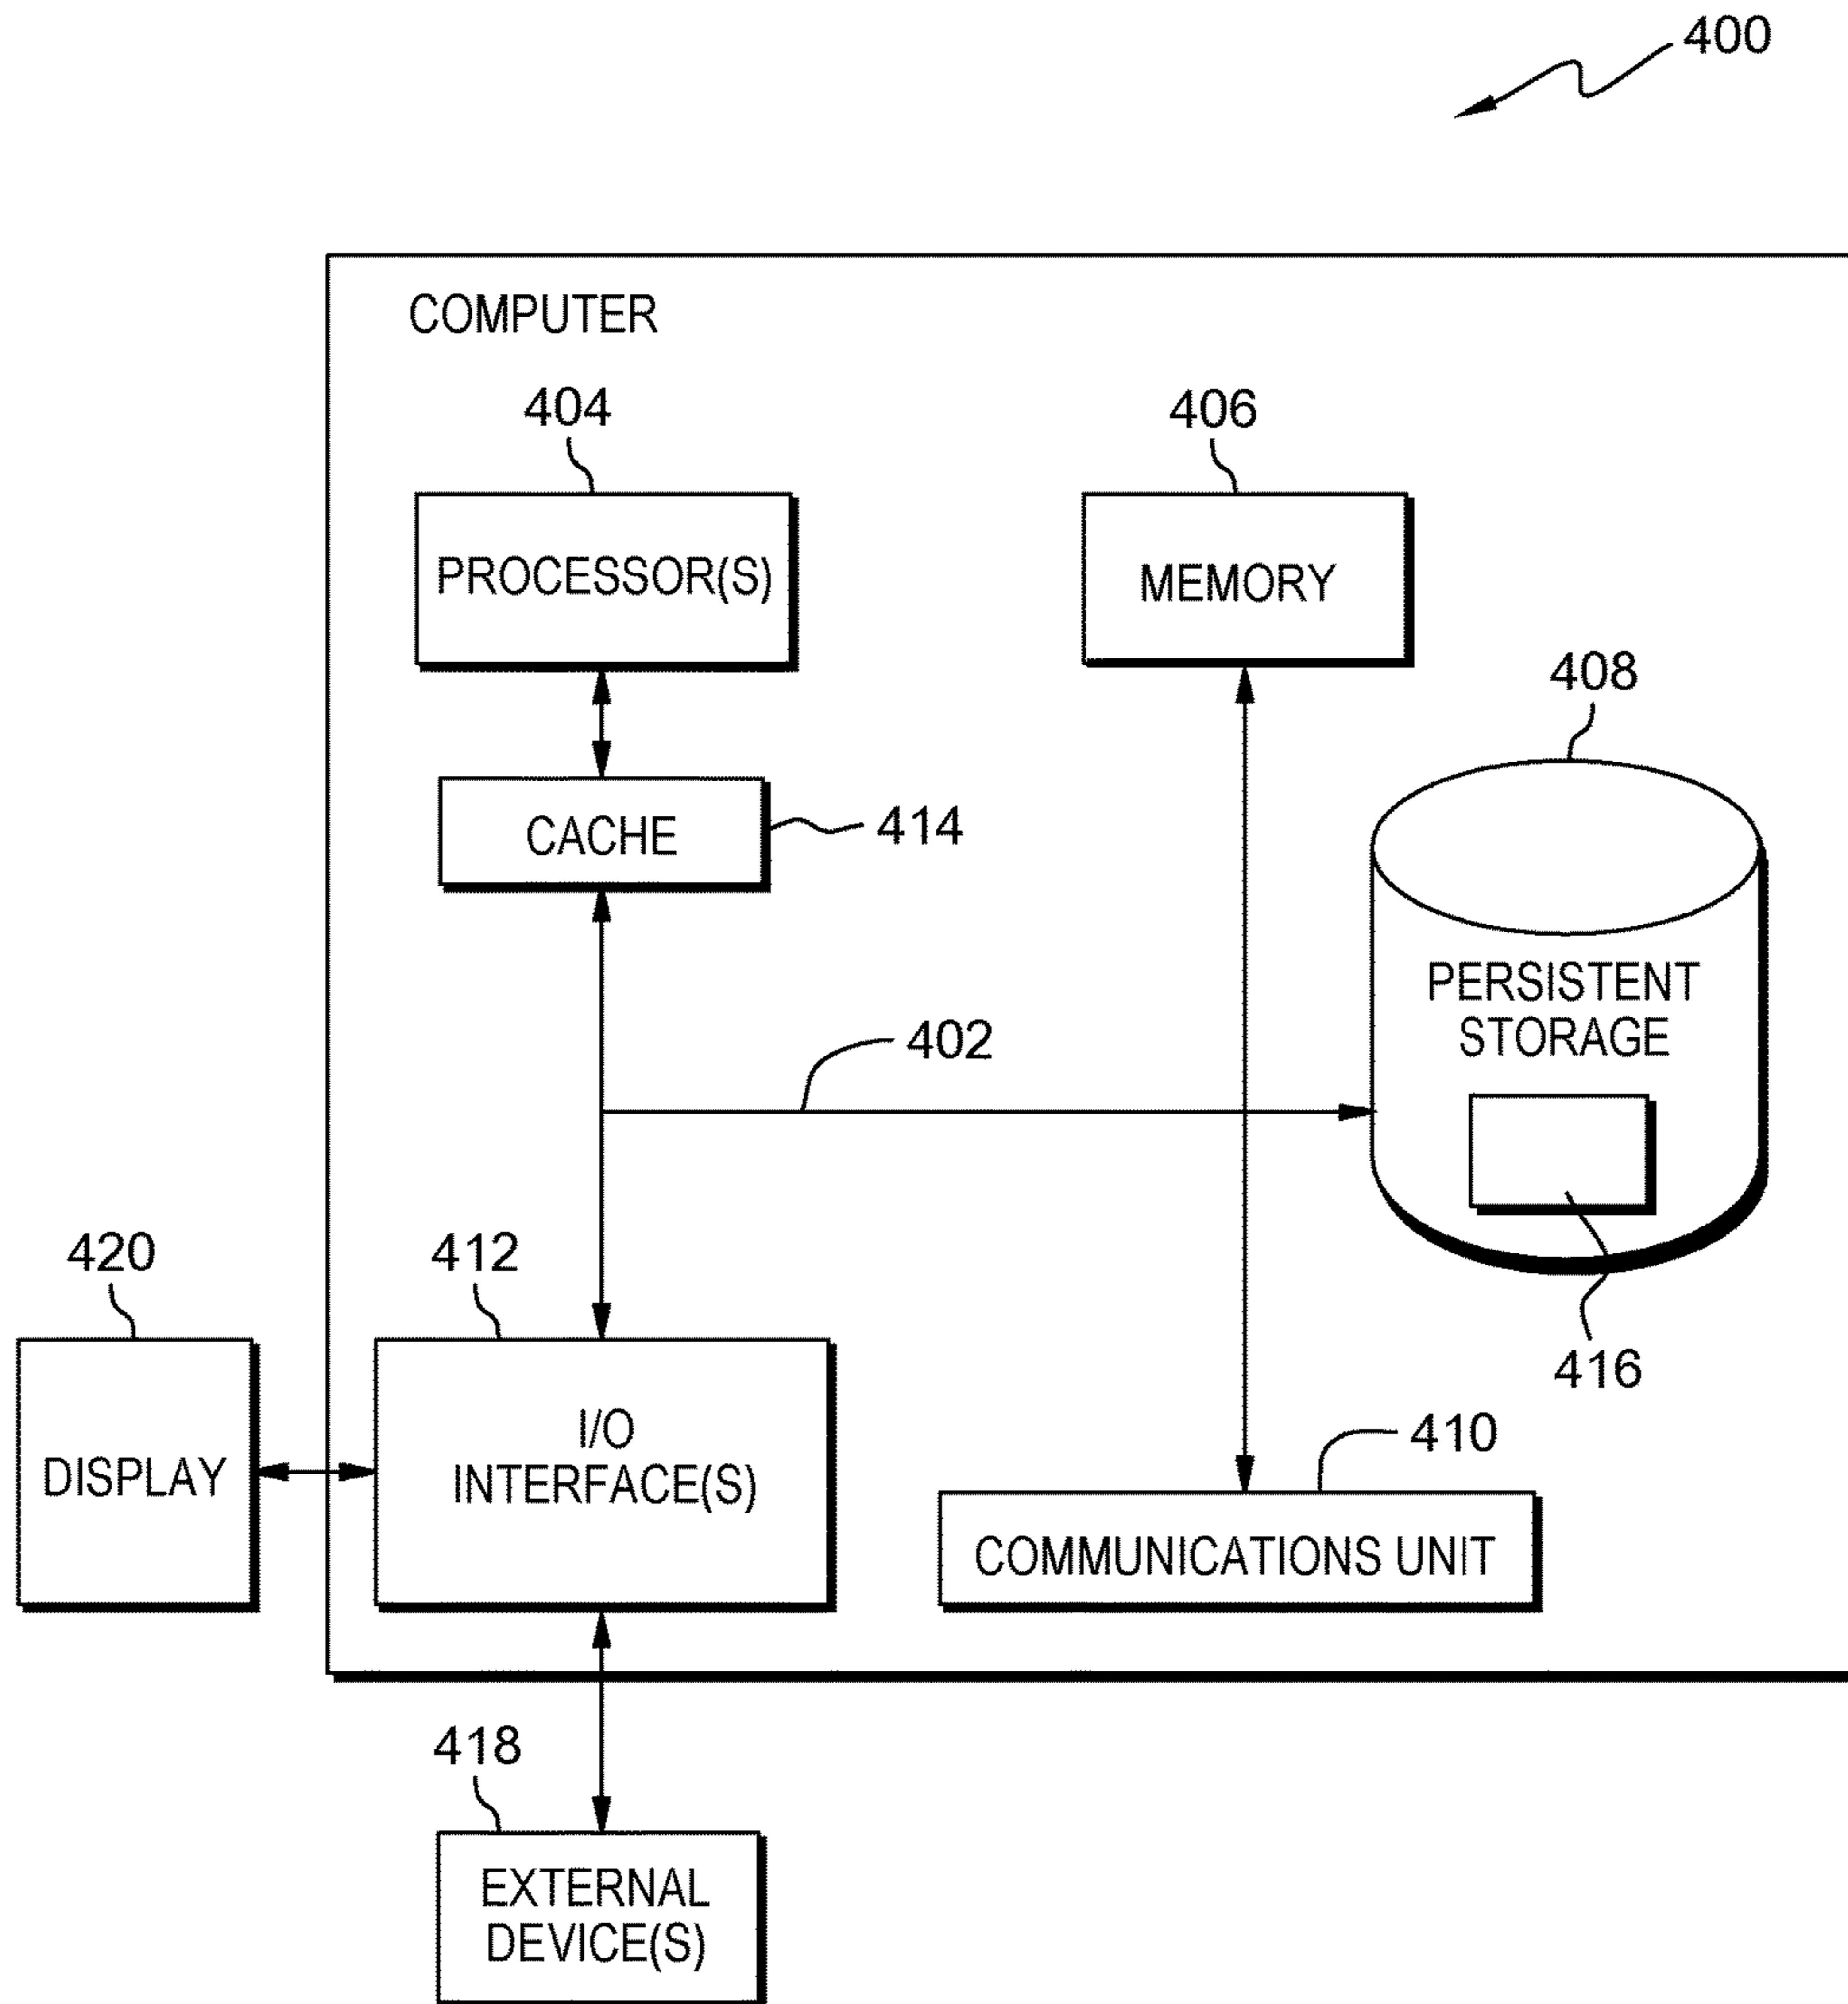 400
COMPUTER
404
406
PROCESSOR(S)
MEMORY
408
CACHE
414
PERSISTENT
STORAGE
402
420
412
416
I/O
INTERFACE(S)
DISPLAY
410
COMMUNICATIONS UNIT
418
EXTERNAL
DEVICE(S)